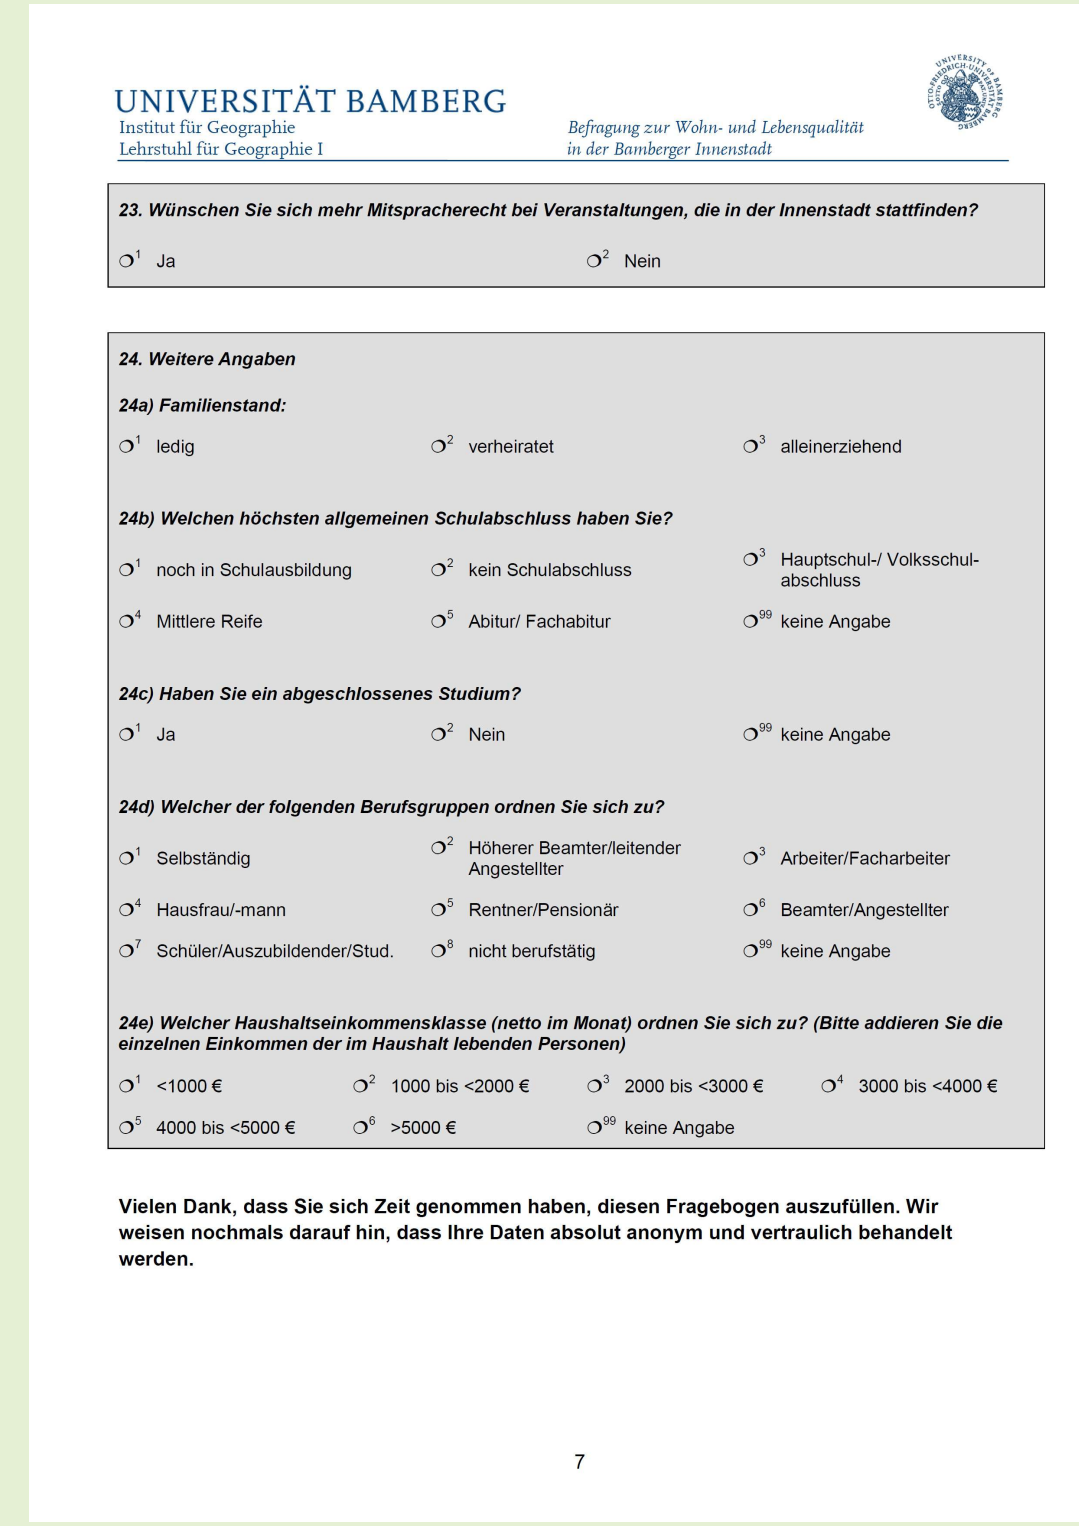 UNIVERSITÄT BAMBERG
Institut für Geographie
Lehrstuhl für Geographie I
Befragung zur Wohn- und Lebensqualität
in der Bamberger Innenstadt
UNIVERSITY of BAMBERG
OTTO-FRIEDRICH-UNIVERSITÄT BAMBERG
23. Wünschen Sie sich mehr Mitspracherecht bei Veranstaltungen, die in der Innenstadt stattfinden?
❍1 Ja ❍2 Nein
24. Weitere Angaben
24a) Familienstand:
❍1 ledig ❍2 verheiratet ❍3 alleinerziehend
24b) Welchen höchsten allgemeinen Schulabschluss haben Sie?
❍1 noch in Schulausbildung ❍2 kein Schulabschluss ❍3 Hauptschul-/ Volksschul-
abschluss
❍4 Mittlere Reife ❍5 Abitur/ Fachabitur ❍99 keine Angabe
24c) Haben Sie ein abgeschlossenes Studium?
❍1 Ja ❍2 Nein ❍99 keine Angabe
24d) Welcher der folgenden Berufsgruppen ordnen Sie sich zu?
❍1 Selbständig ❍2 Höherer Beamter/leitender
Angestellter ❍3 Arbeiter/Facharbeiter
❍4 Hausfrau/-mann ❍5 Rentner/Pensionär ❍6 Beamter/Angestellter
❍7 Schüler/Auszubildender/Stud. ❍8 nicht berufstätig ❍99 keine Angabe
24e) Welcher Haushaltseinkommensklasse (netto im Monat) ordnen Sie sich zu? (Bitte addieren Sie die
einzelnen Einkommen der im Haushalt lebenden Personen)
❍1 <1000 € ❍2 1000 bis <2000 € ❍3 2000 bis <3000 € ❍4 3000 bis <4000 €
❍5 4000 bis <5000 € ❍6 >5000 € ❍99 keine Angabe
Vielen Dank, dass Sie sich Zeit genommen haben, diesen Fragebogen auszufüllen. Wir
weisen nochmals darauf hin, dass Ihre Daten absolut anonym und vertraulich behandelt
werden.
7